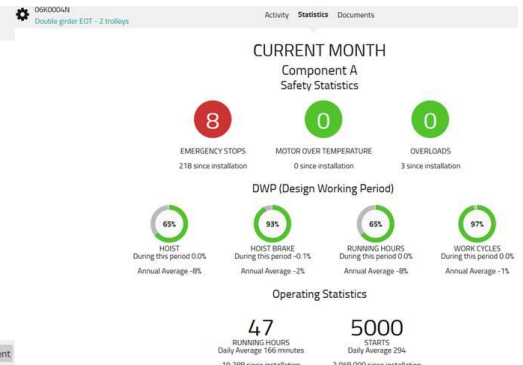 06K0004N
Double girder EOT - 2 trolleys
Activity Statistics Documents
CURRENT MONTH
Component A
Safety Statistics
8 0 0
EMERGENCY STOPS MOTOR OVER TEMPERATURE OVERLOADS
218 since installation 0 since installation 3 since installation
DWP (Design Working Period)
65% 93% 65% 97%
HOIST HOIST BRAKE RUNNING HOURS WORK CYCLES
During this period 0.0% During this period -0.1% During this period 0.0% During this period 0.0%
Annual Average -8% Annual Average -2% Annual Average -8% Annual Average -1%
Operating Statistics
47 5000
RUNNING HOURS STARTS
Daily Average 166 minutes Daily Average 294
since installation since installation